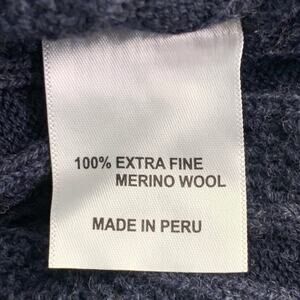 100% EXTRA FINE
MERINO WOOL
MADE IN PERU